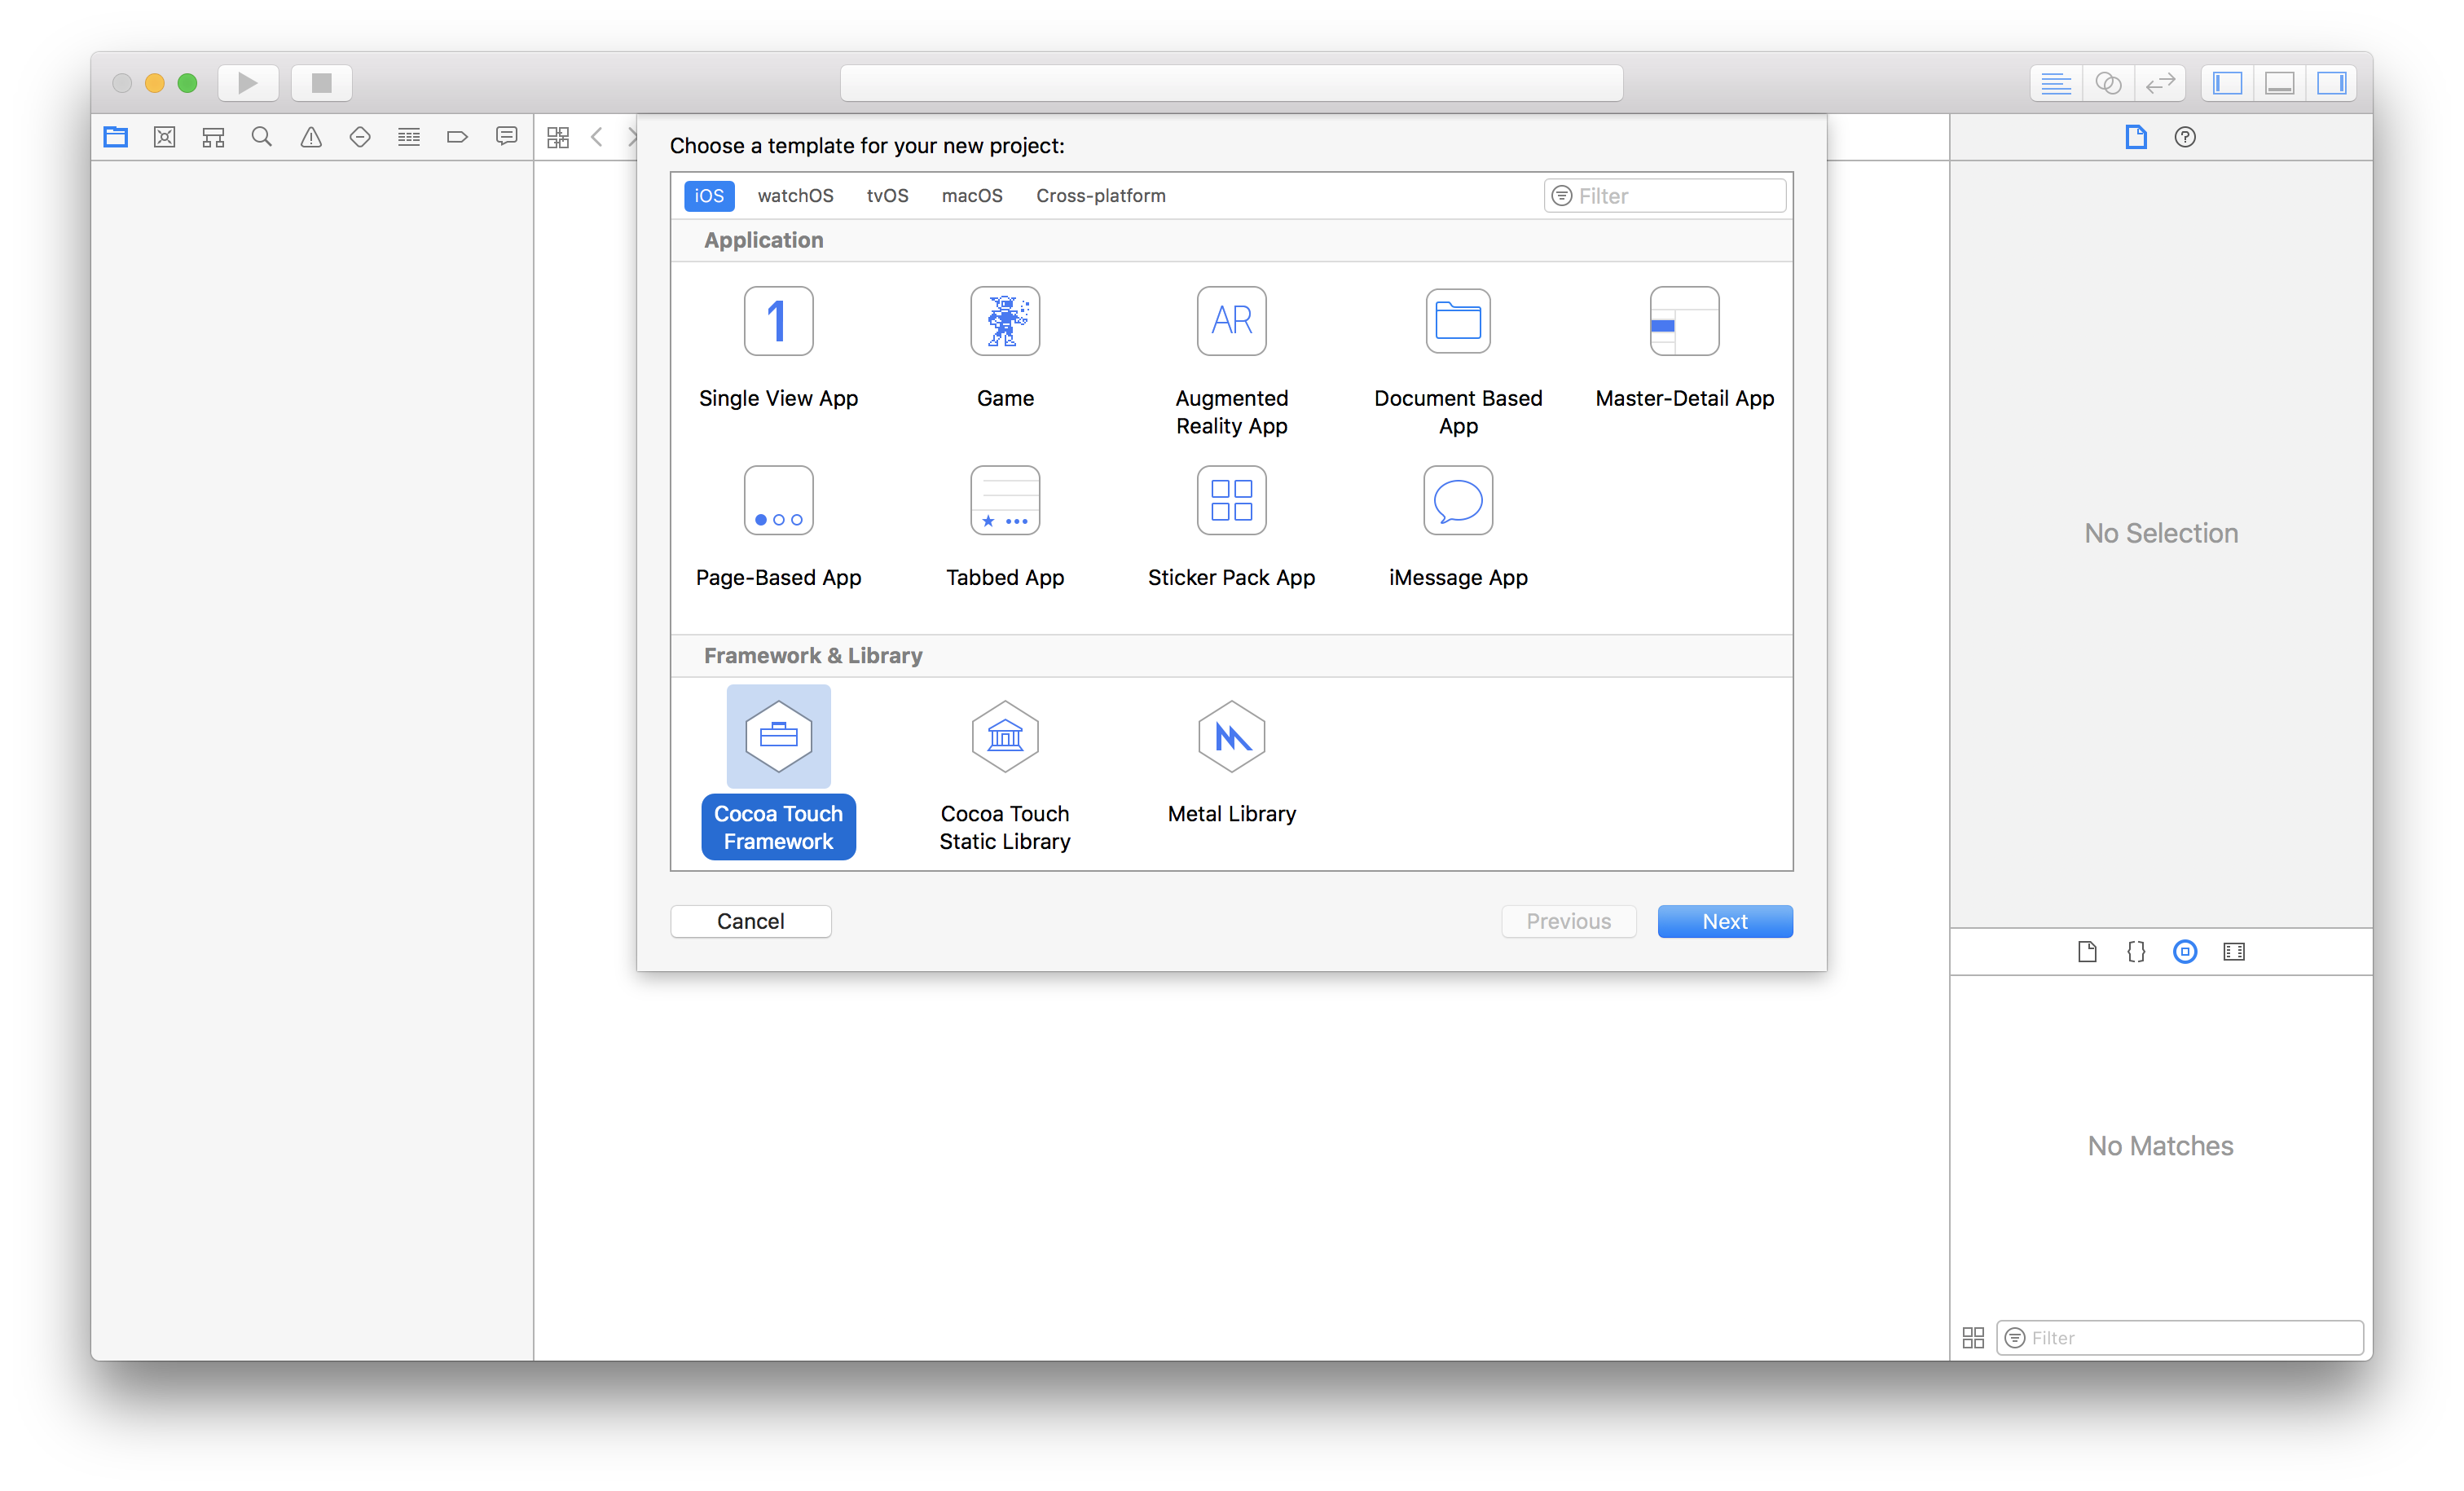 Choose a template for your new project:
iOS watchOS tvOS macOS Cross-platform Filter
Application
1
AR
Single View App
Game
Augmented
Reality App
Document Based
App
Master-Detail App
Page-Based App
Tabbed App
Sticker Pack App
iMessage App
Framework & Library
Cocoa Touch
Framework
Cocoa Touch
Static Library
Metal Library
Cancel
Previous
Next
No Selection
{}
No Matches
Filter